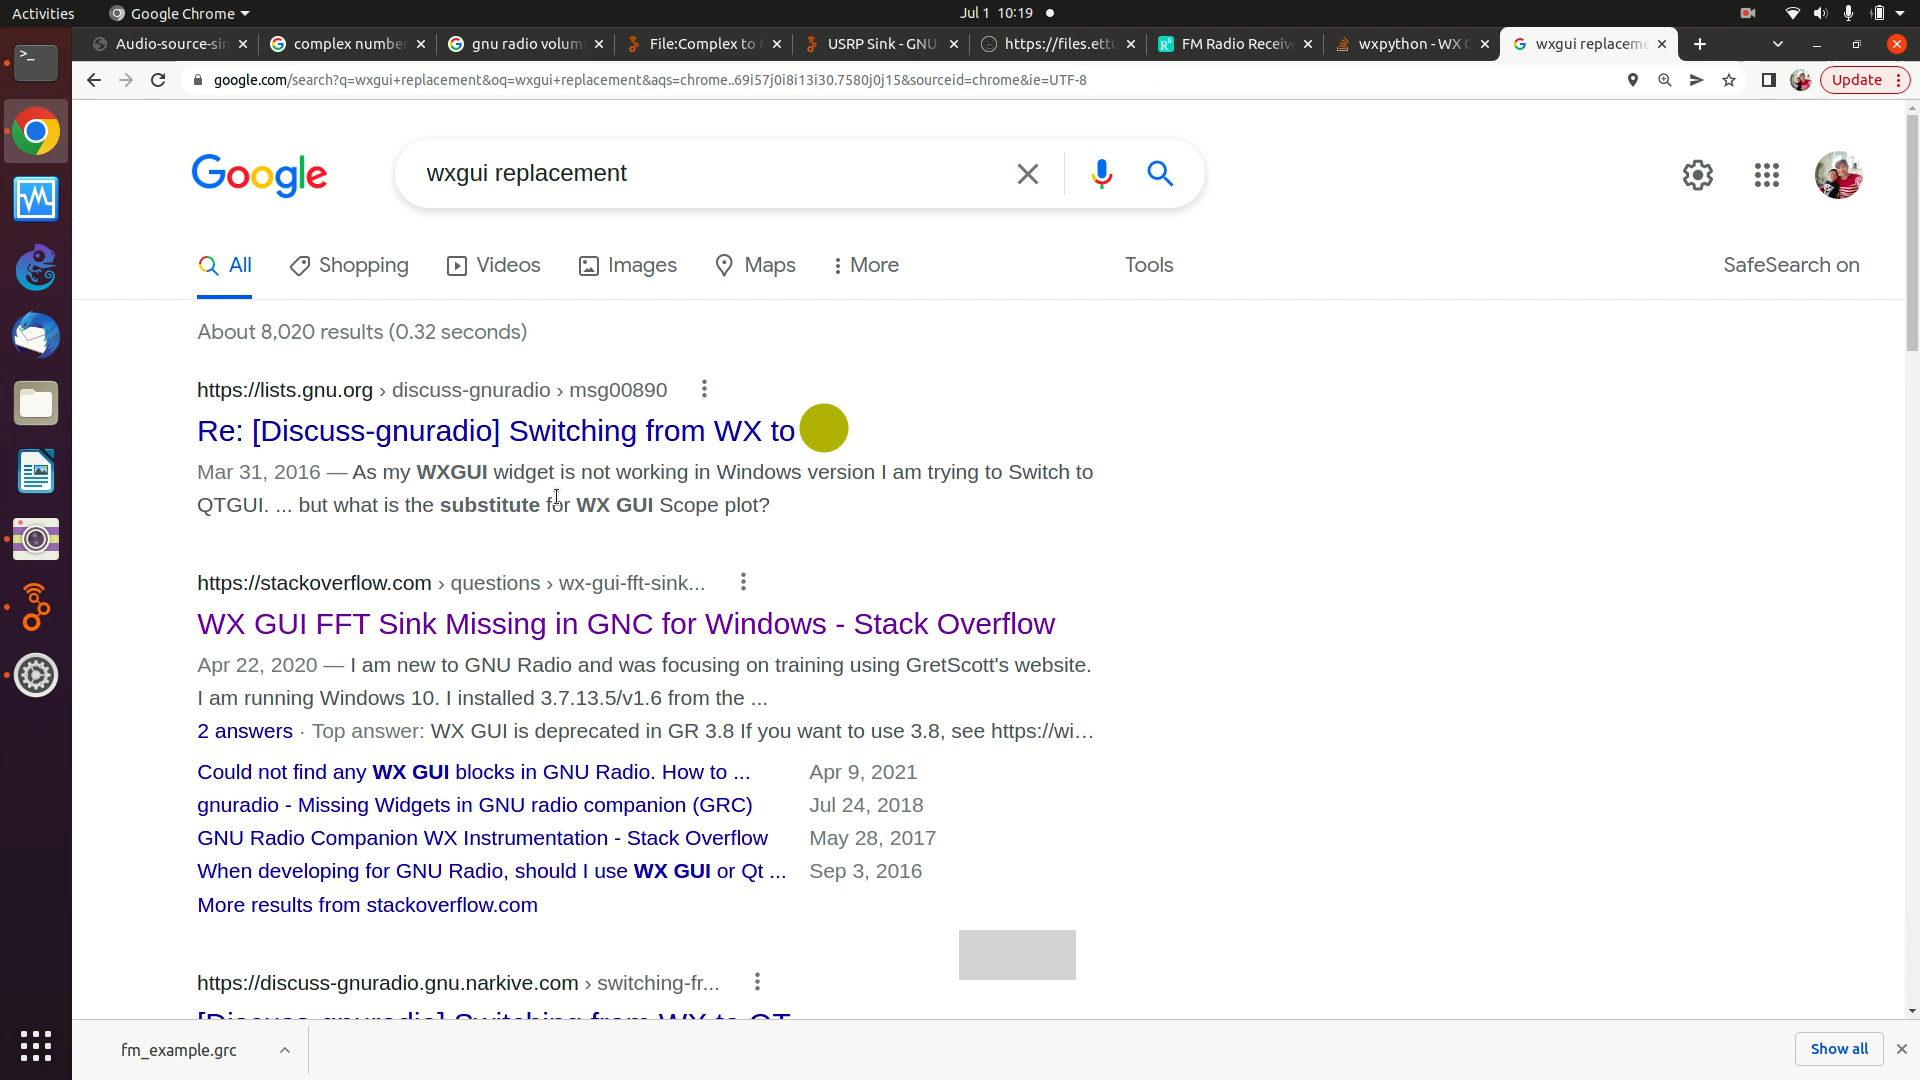 Activities
Google Chrome
Jul 1 10:19
Audio-source-sin
complex numbe
gnu radio volum
File:Complex to
USRP Sink - GNU
https://files.ettu
FM Radio Receiv
wxpython - WX G
wxgui replaceme
google.com/search?q=wxgui+replacement&oq=wxgui+replacement&aqs=chrome..69i57j0i8i13i30.7580j0j15&sourceid=chrome&ie=UTF-8
Update
Google
wxgui replacement
All
Shopping
Videos
Images
Maps
More
Tools
SafeSearch on
About 8,020 results (0.32 seconds)
https://lists.gnu.org › discuss-gnuradio › msg00890
Re: [Discuss-gnuradio] Switching from WX to
Mar 31, 2016 — As my WXGUI widget is not working in Windows version I am trying to Switch to
QTGUI. ... but what is the substitute for WX GUI Scope plot?
https://stackoverflow.com › questions › wx-gui-fft-sink...
WX GUI FFT Sink Missing in GNC for Windows - Stack Overflow
Apr 22, 2020 — I am new to GNU Radio and was focusing on training using GretScott's website.
I am running Windows 10. I installed 3.7.13.5/v1.6 from the ...
2 answers · Top answer: WX GUI is deprecated in GR 3.8 If you want to use 3.8, see https://wi...
Could not find any WX GUI blocks in GNU Radio. How to ... Apr 9, 2021
gnuradio - Missing Widgets in GNU radio companion (GRC) Jul 24, 2018
GNU Radio Companion WX Instrumentation - Stack Overflow May 28, 2017
When developing for GNU Radio, should I use WX GUI or Qt ... Sep 3, 2016
More results from stackoverflow.com
https://discuss-gnuradio.gnu.narkive.com › switching-fr...
[Discuss-gnuradio] Switching from WX to QT
fm_example.grc
Show all